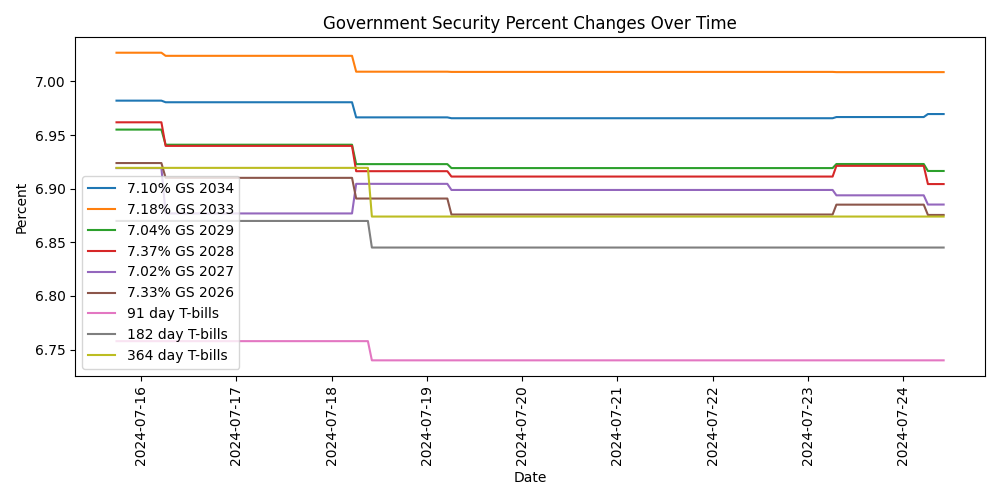 Government Security Percent Changes Over Time
Percent
7.00
6.95
6.90
6.85
6.80
6.75
7.10% GS 2034
7.18% GS 2033
7.04% GS 2029
7.37% GS 2028
7.02% GS 2027
7.33% GS 2026
91 day T-bills
182 day T-bills
364 day T-bills
2024-07-16
2024-07-17
2024-07-18
2024-07-19
2024-07-20
2024-07-21
2024-07-22
2024-07-23
2024-07-24
Date